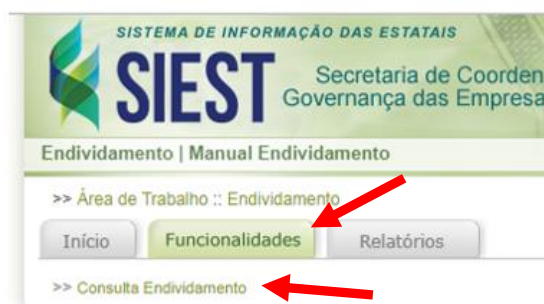 SISTEMA DE INFORMAÇÃO DAS ESTATAIS
SIEST
Secretaria de Coorden
Governança das Empresa
Endividamento | Manual Endividamento
>> Área de Trabalho :: Endividamento
Início Funcionalidades Relatórios
>> Consulta Endividamento